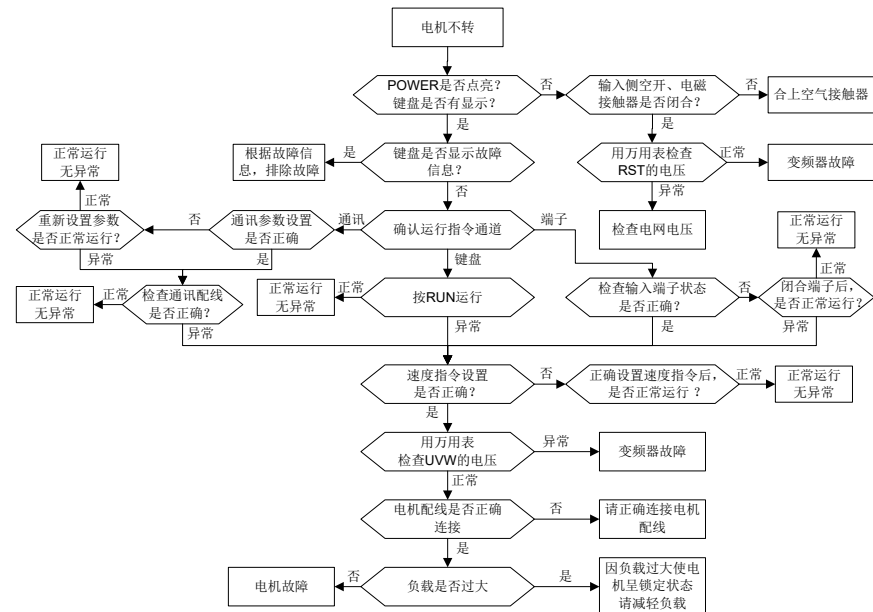 电机不转
POWER是否点亮？
键盘是否有显示？
否
输入侧空开、电磁
接触器是否闭合？
否
合上空气接触器
是
是
正常运行
无异常
根据故障信
息，排除故障
是
键盘是否显示故障
信息？
用万用表检查
RST的电压
正常
变频器故障
正常
否
异常
重新设置参数
是否正常运行？
否
通讯参数设置
是否正确
通讯
确认运行指令通道
端子
检查电网电压
正常运行
无异常
异常
是
键盘
正常
正常运行
无异常
正常
检查通讯配线
是否正确？
正常运行
无异常
正常
按RUN运行
检查输入端子状态
是否正确？
否
闭合端子后，
是否正常运行？
异常
异常
是
异常
速度指令设置
是否正确？
否
正确设置速度指令后，
是否正常运行 ？
正常
正常运行
无异常
是
用万用表
检查UVW的电压
异常
变频器故障
正常
电机配线是否正确
连接
否
请正确连接电机
配线
是
电机故障
否
负载是否过大
是
因负载过大使电
机呈锁定状态
请减轻负载